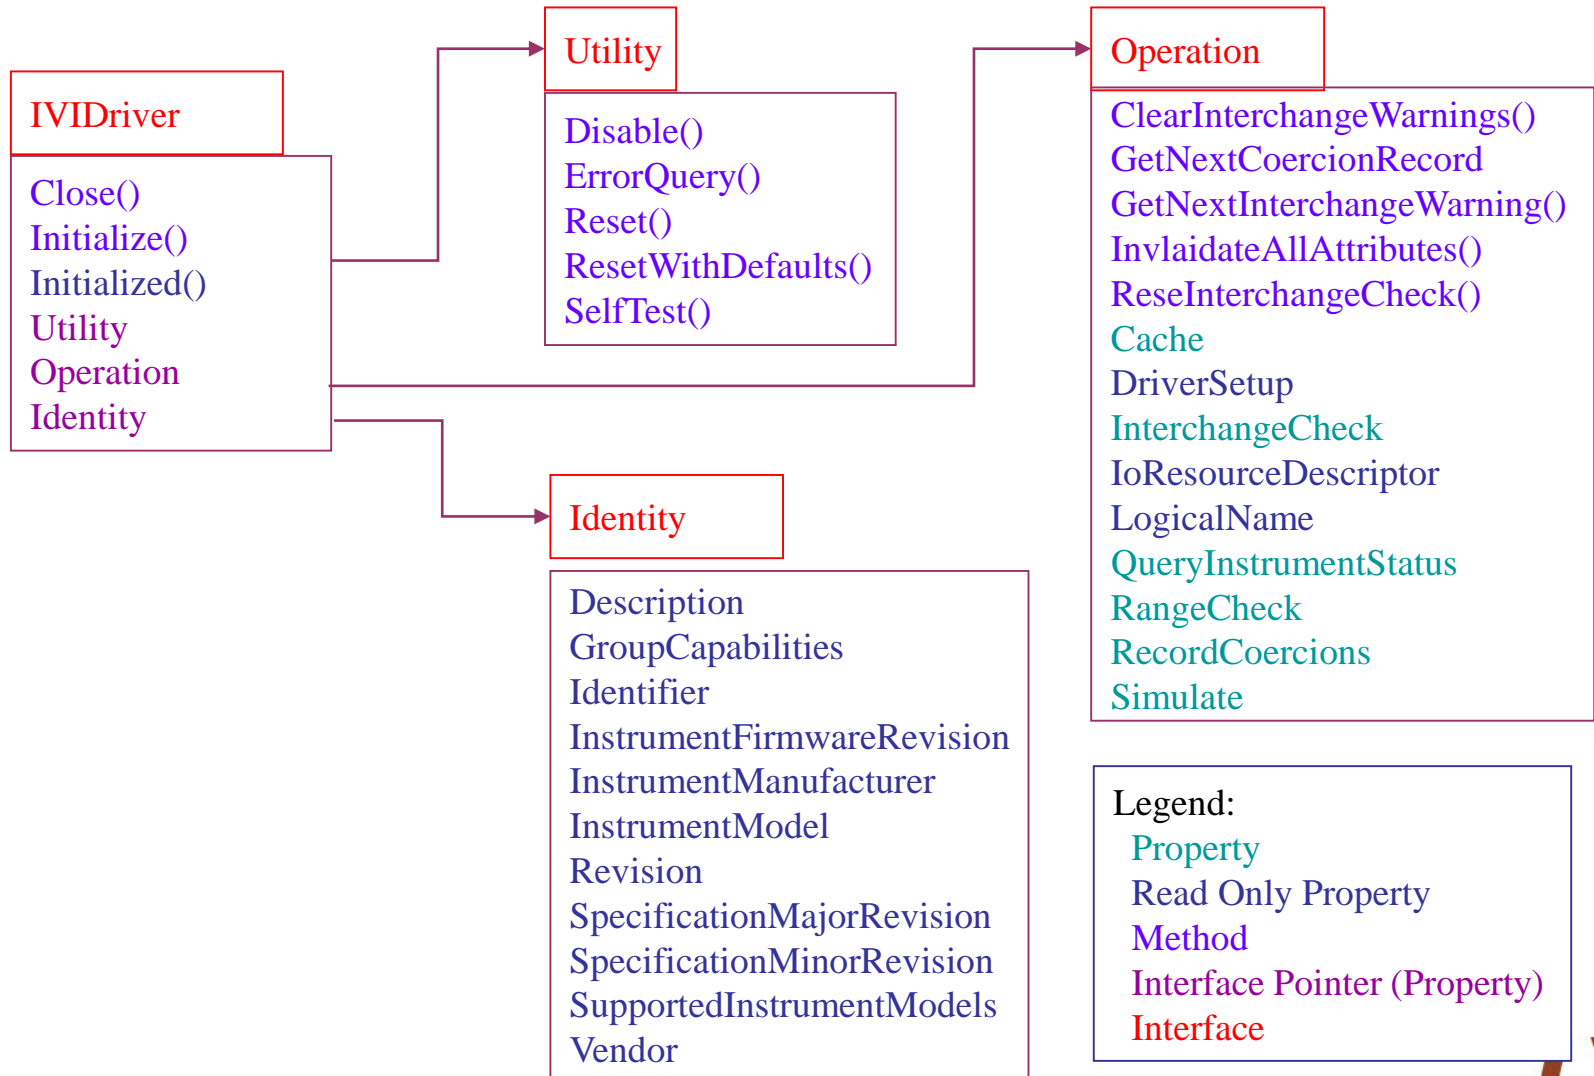 IVIDriver
Close()
Initialize()
Initialized()
Utility
Operation
Identity
Utility
Disable()
ErrorQuery()
Reset()
ResetWithDefaults()
SelfTest()
Operation
ClearInterchangeWarnings()
GetNextCoercionRecord
GetNextInterchangeWarning()
InvlaidateAllAttributes()
ReseInterchangeCheck()
Cache
DriverSetup
InterchangeCheck
IoResourceDescriptor
LogicalName
QueryInstrumentStatus
RangeCheck
RecordCoercions
Simulate
Identity
Description
GroupCapabilities
Identifier
InstrumentFirmwareRevision
InstrumentManufacturer
InstrumentModel
Revision
SpecificationMajorRevision
SpecificationMinorRevision
SupportedInstrumentModels
Vendor
Legend:
Property
Read Only Property
Method
Interface Pointer (Property)
Interface